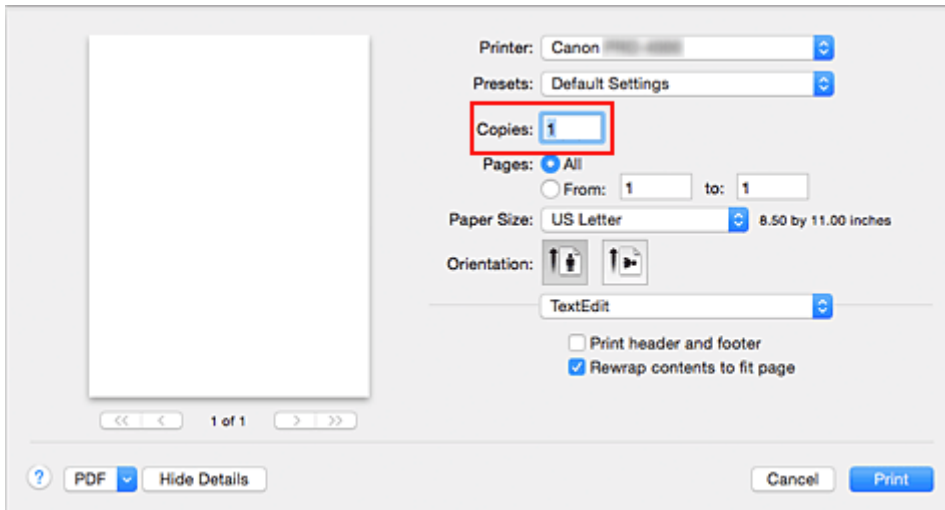 Printer: Canon
Presets: Default Settings
Copies: 1
Pages: All
From: 1 to: 1
Paper Size: US Letter 8.50 by 11.00 inches
Orientation:
TextEdit
Print header and footer
Rewrap contents to fit page
<< < 1 of 1 > >>
? PDF Hide Details Cancel Print